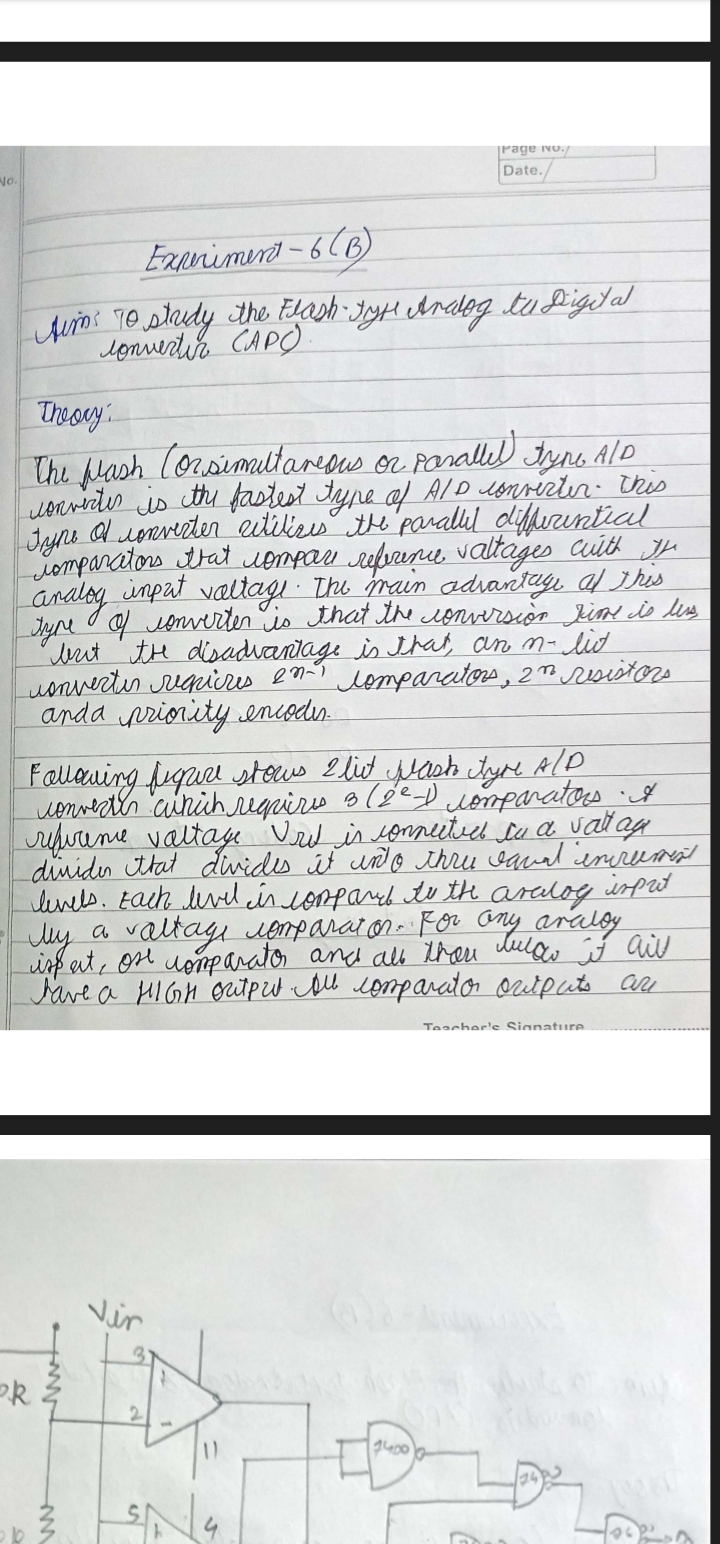 Page No./
No.
Date./
Experiment - 6 (B)
Aim: To study the Flash-type Analog to Digital
converter (ADC).
Theory:
The flash (or simultaneous or parallel) type A/D
converter is the fastest type of A/D converter. This
type of converter utilizes the parallel differential
comparators that compare reference voltages with the
analog input voltage. The main advantage of this
type of converter is that the conversion time is less
but the disadvantage is that, an n-bit
converter requires 2^n-1 comparators, 2^n resistors
and a priority encoder.
Following figure shows 2 bit flash type A/D
converter which requires 3 (2^2-1) comparators. A
reference voltage Vref is connected to a voltage
divider that divides it into three equal increment
levels. Each level is compared to the analog input
by a voltage comparator. For any analog
input, one comparator and all those below it will
have a HIGH output. All comparator outputs are
Teacher's Signature
Vin
3
+
2
-
11
7400
74
5
+
4